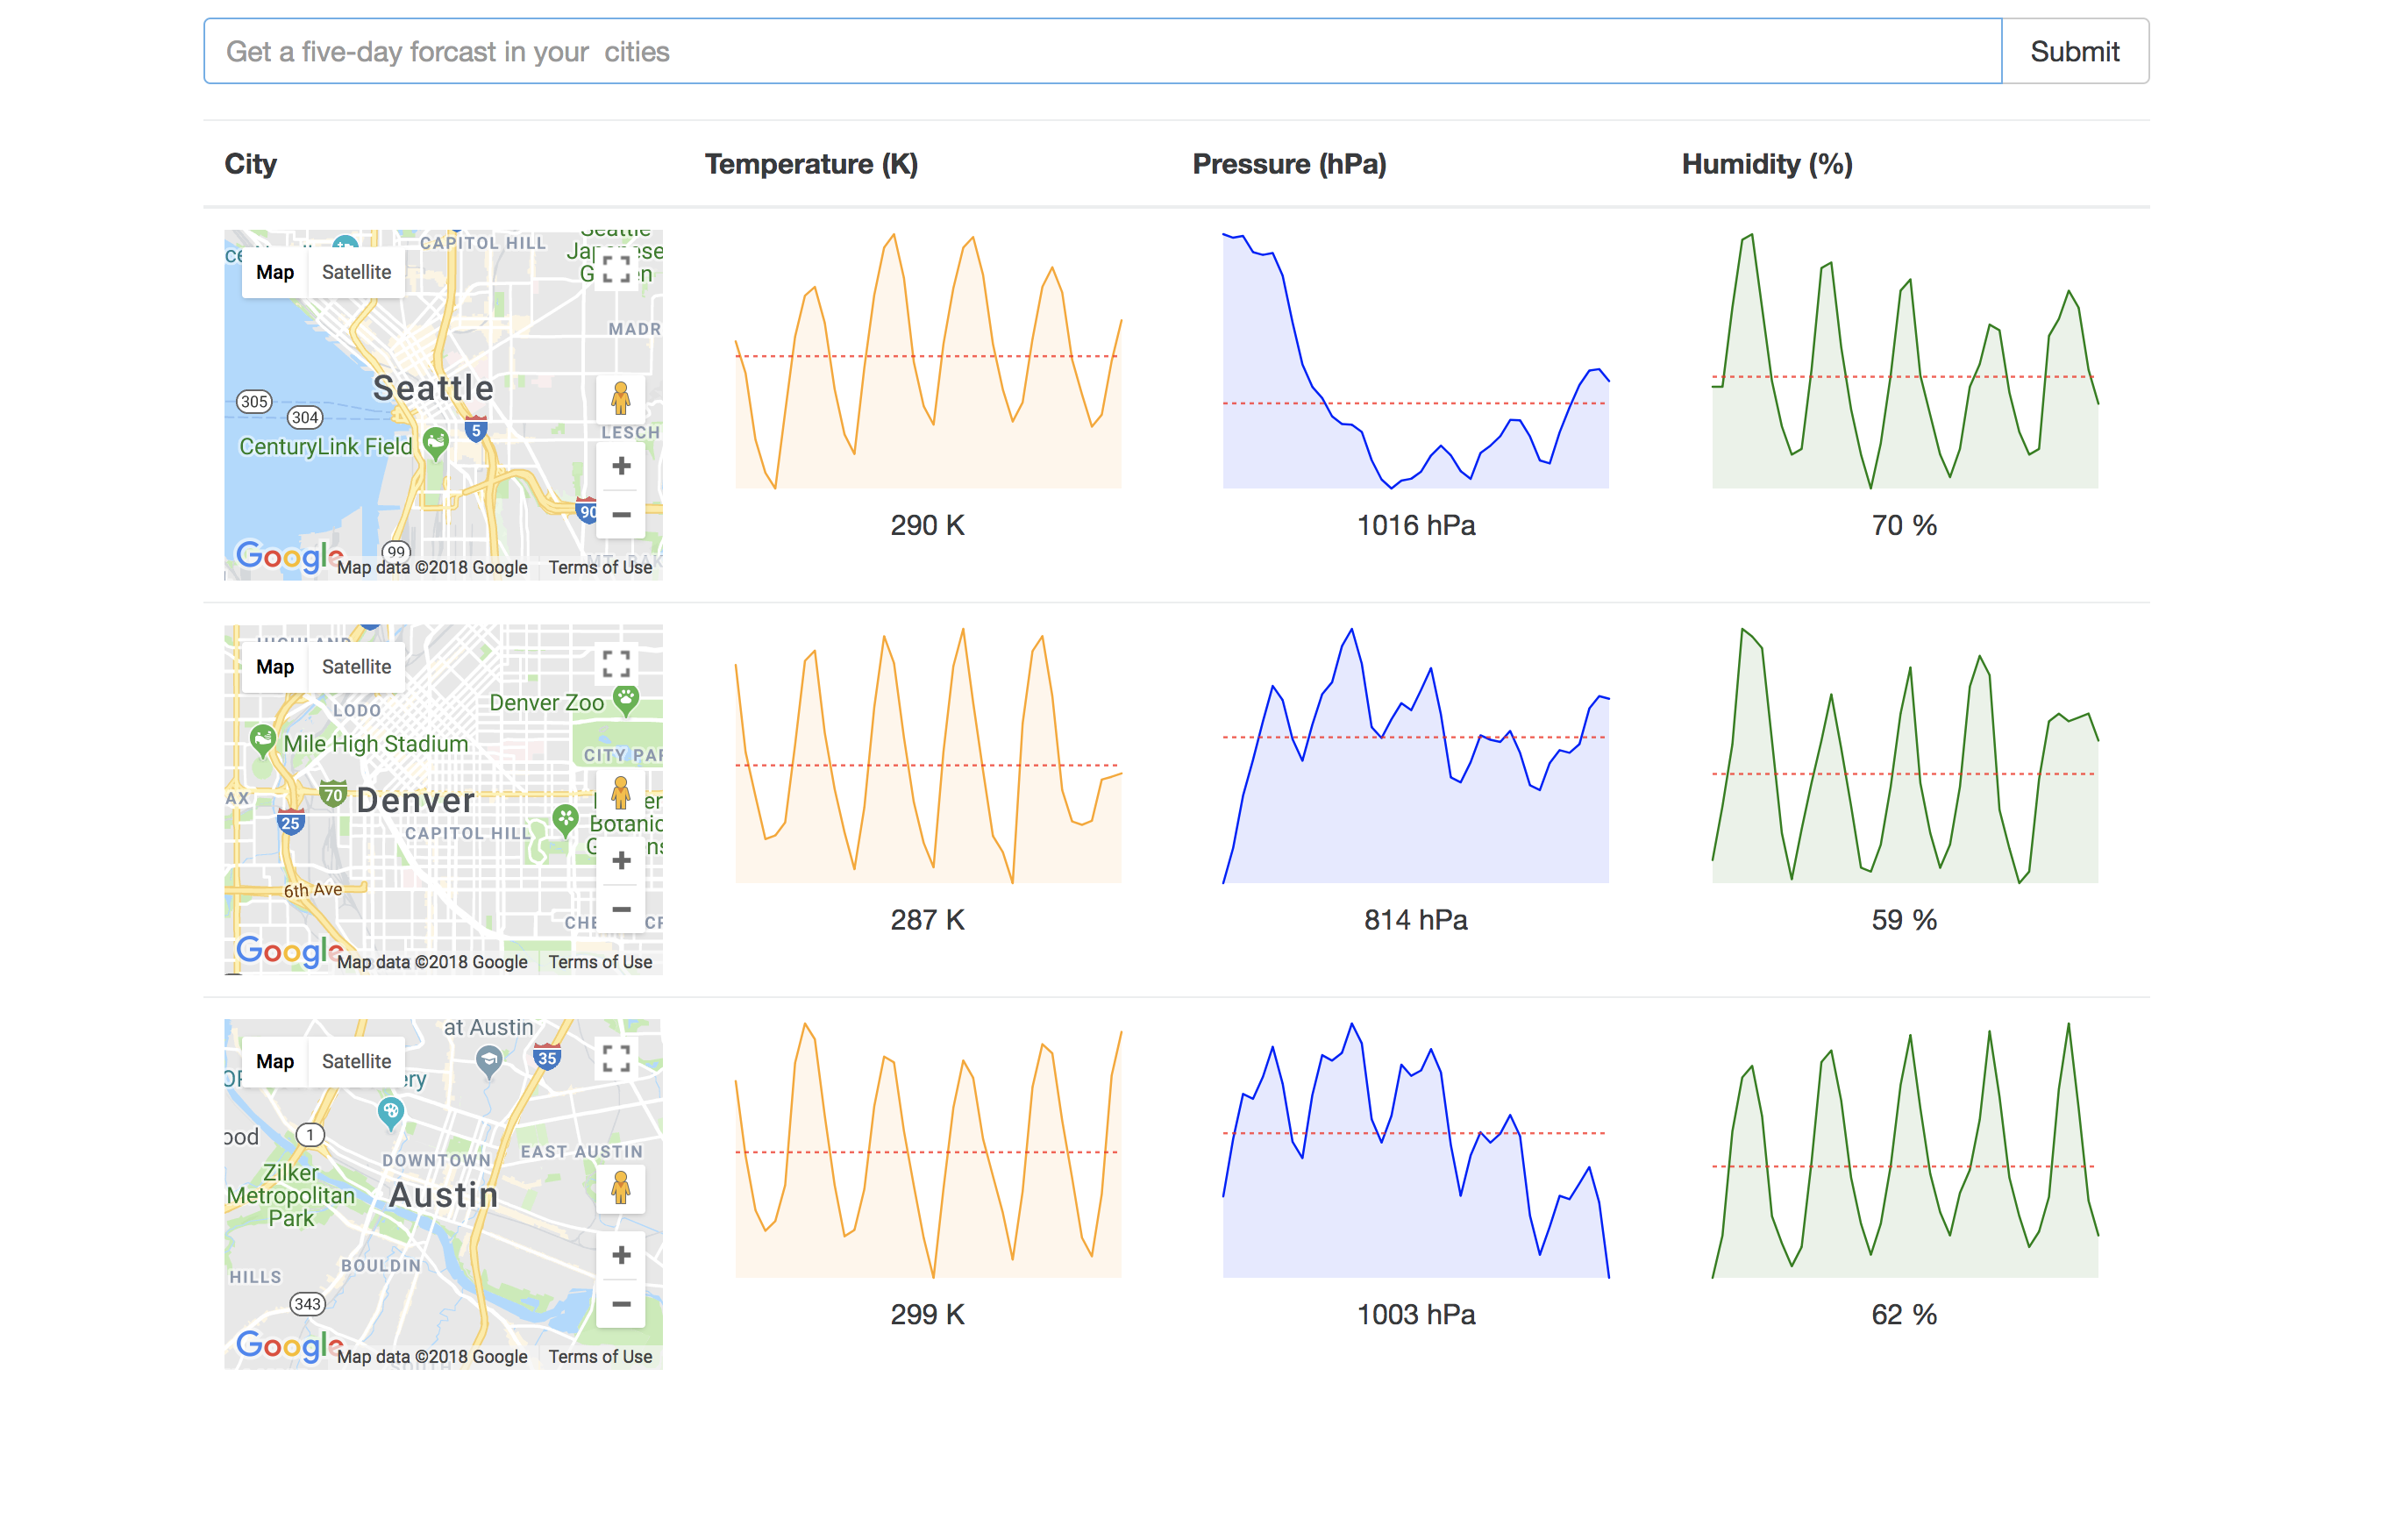 Get a five-day forcast in your  cities
Submit
City
Temperature (K)
Pressure (hPa)
Humidity (%)
CAPITOL HILL
Seattle
Map
Satellite
MADR
305
304
Seattle
5
LESCH
CenturyLink Field
90
99
Google
Map data ©2018 Google
Terms of Use
290 K
1016 hPa
70 %
HIGHLAND
Map
Satellite
Denver Zoo
LODO
Mile High Stadium
CITY PAR
AX
70
Denver
25
CAPITOL HILL
Botanic
6th Ave
Google
Map data ©2018 Google
Terms of Use
287 K
814 hPa
59 %
at Austin
Map
Satellite
35
ery
ood
1
DOWNTOWN
EAST AUSTIN
Zilker
Metropolitan
Park
Austin
BOULDIN
HILLS
343
Google
Map data ©2018 Google
Terms of Use
299 K
1003 hPa
62 %